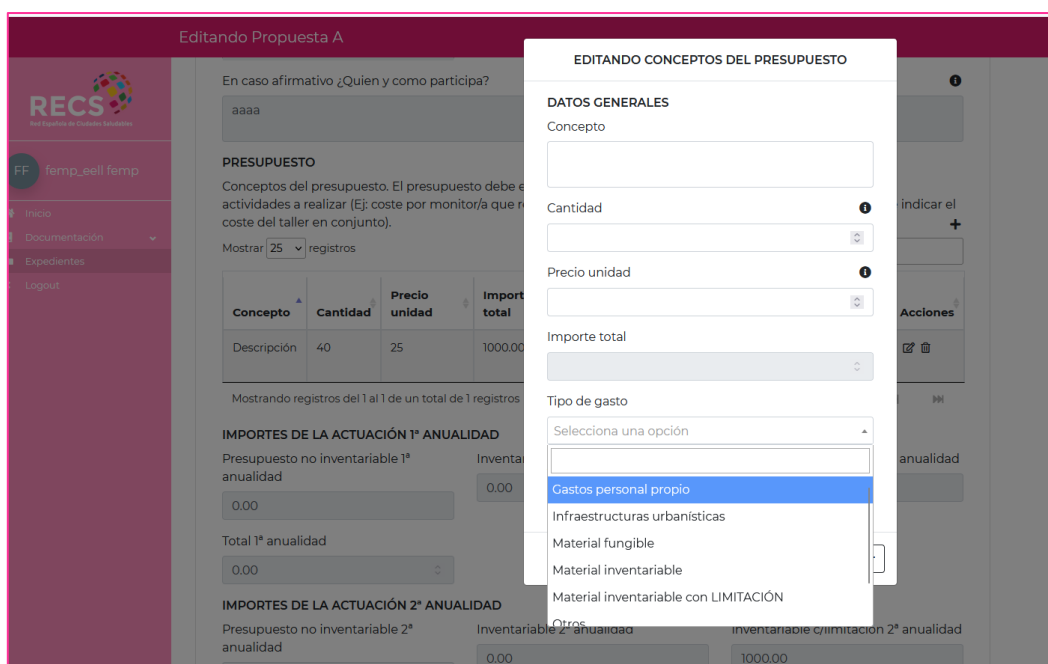 Editando Propuesta A
RECS
Red Española de Ciudades Saludables
FF femp_eell femp
Inicio
Documentación
Expedientes
Logout
En caso afirmativo ¿Quien y como participa?
aaaa
PRESUPUESTO
Conceptos del presupuesto. El presupuesto debe e
actividades a realizar (Ej: coste por monitor/a que r
indicar el
coste del taller en conjunto).
Mostrar 25 registros
Concepto Cantidad Precio unidad Import total Acciones
Descripción 40 25 1000.00
Mostrando registros del 1 al 1 de un total de 1 registros
IMPORTES DE LA ACTUACIÓN 1ª ANUALIDAD
Presupuesto no inventariable 1ª
anualidad
Inventa
anualidad
0.00
0.00
Total 1ª anualidad
0.00
IMPORTES DE LA ACTUACIÓN 2ª ANUALIDAD
Presupuesto no inventariable 2ª
anualidad
Inventariable 2ª anualidad
Inventariable c/limitación 2ª anualidad
0.00
1000.00
EDITANDO CONCEPTOS DEL PRESUPUESTO
DATOS GENERALES
Concepto
Cantidad
Precio unidad
Importe total
Tipo de gasto
Selecciona una opción
Gastos personal propio
Infraestructuras urbanísticas
Material fungible
Material inventariable
Material inventariable con LIMITACIÓN
Otros